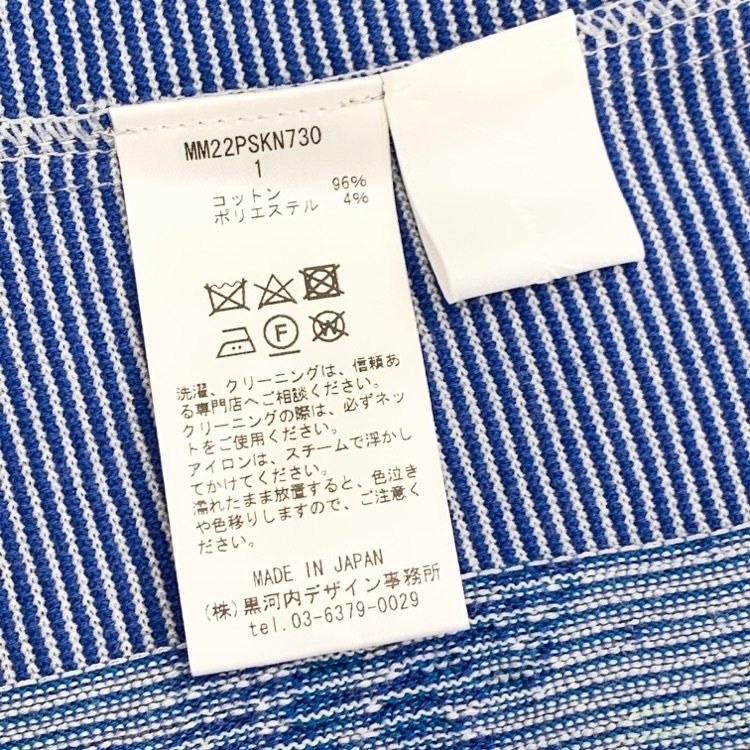 MM22PSKN730
1
コットン 96%
ポリエステル 4%
F
W
洗濯、クリーニングは、信頼あ
る専門店へご相談ください。
クリーニングの際は、必ずネッ
トをご使用ください。
アイロンは、スチームで浮かし
てかけてください。
濡れたまま放置すると、色泣き
や色移りしますので、ご注意く
ださい。
MADE IN JAPAN
(株)黒河内デザイン事務所
tel.03-6379-0029